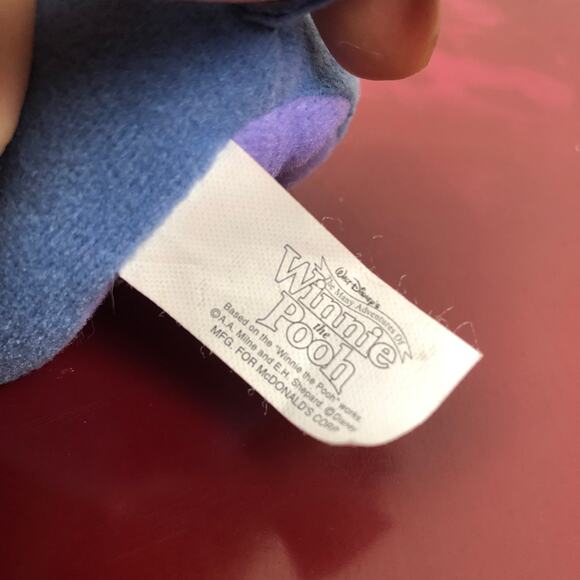 Walt Disney's
The Many Adventures Of
Winnie
the
Pooh
Based on the "Winnie the Pooh" works
©A.A. Milne and E.H. Shepard ©Disney
MFG. FOR McDONALD'S CORP.